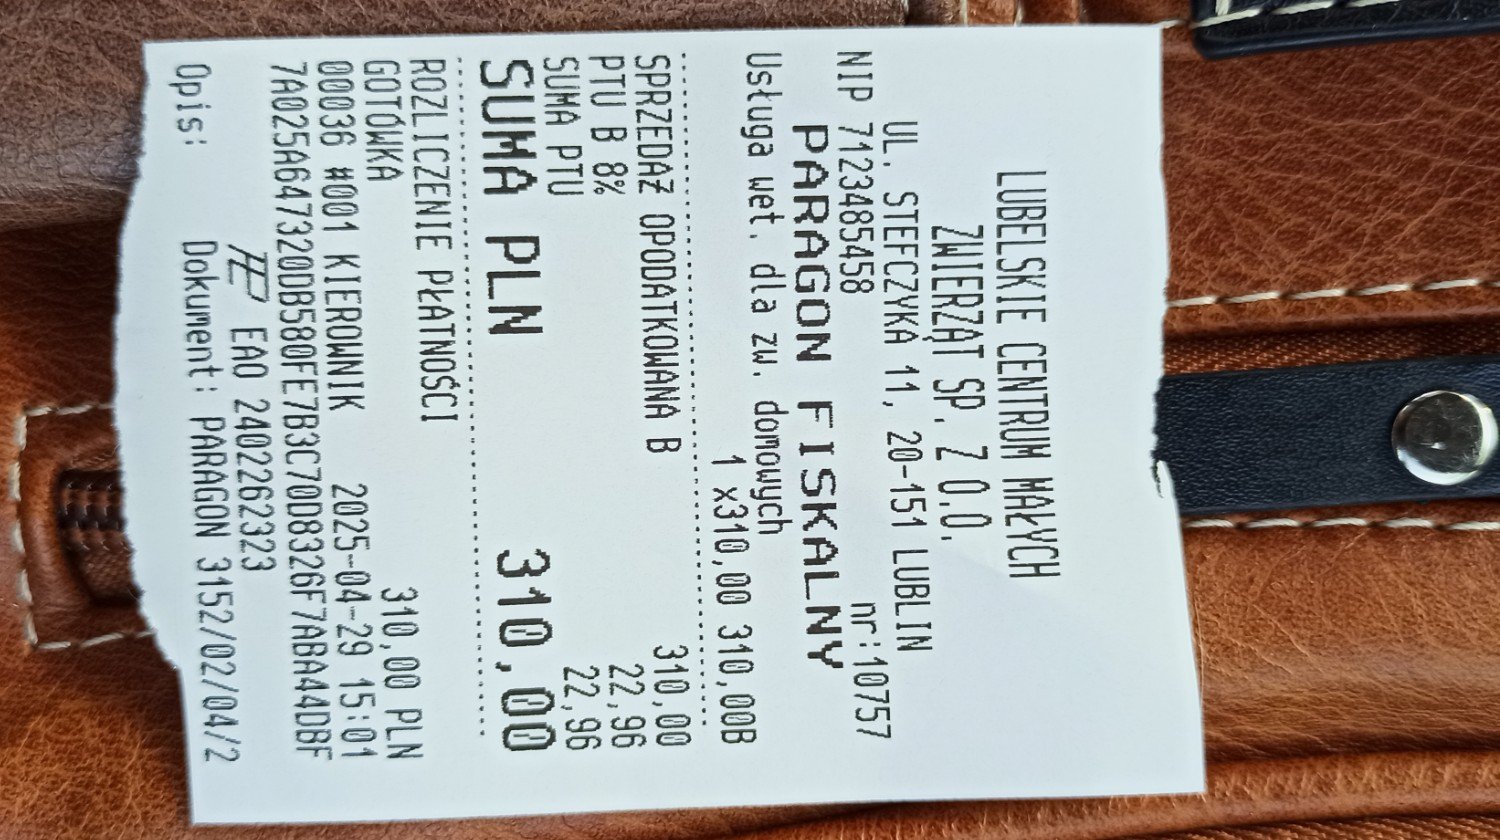 LUBELSKIE CENTRUM MAŁYCH
ZWIERZĄT SP. Z O.O.
UL. STEFCZYKA 11, 20-151 LUBLIN
NIP 7123485458 nr:10757
PARAGON FISKALNY
Usługa wet. dla zw. domowych
1 x310,00 310,00B
SPRZEDAŻ OPODATKOWANA B 310,00
PTU B 8% 22,96
SUMA PTU 22,96
SUMA PLN 310,00
ROZLICZENIE PŁATNOŚCI
GOTÓWKA 310,00 PLN
00036 #001 KIEROWNIK 2025-04-29 15:01
7A025A647320DB580FE7B3C70D8326F7ABA44DBF
EAO 2402262323
Opis: Dokument: PARAGON 3152/02/04/2